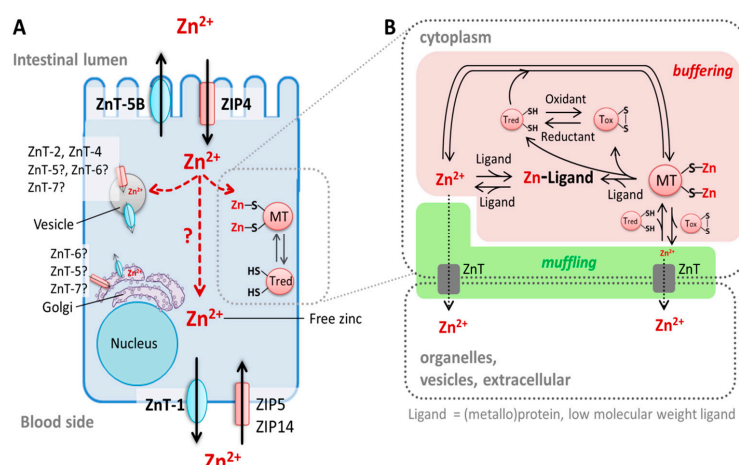 A
Zn2+
Intestinal lumen
ZnT-5B
ZIP4
ZnT-2, ZnT-4
ZnT-5?, ZnT-6?
ZnT-7?
Zn2+
Zn2+
Vesicle
?
Zn-S
Zn-S
MT
HS
HS
Tred
ZnT-6?
ZnT-5?
ZnT-7?
Golgi
Zn2+
Zn2+
Free zinc
Nucleus
ZnT-1
ZIP5
ZIP14
Blood side
Zn2+
B
cytoplasm
buffering
Oxidant
Tred
SH
SH
Tox
S
S
Reductant
Zn2+
Ligand
Ligand
Zn-Ligand
Ligand
MT
S-Zn
S-Zn
Tred
SH
SH
Tox
S
S
Zn2+
muffling
ZnT
ZnT
Zn2+
Zn2+
organelles,
vesicles, extracellular
Ligand = (metallo)protein, low molecular weight ligand